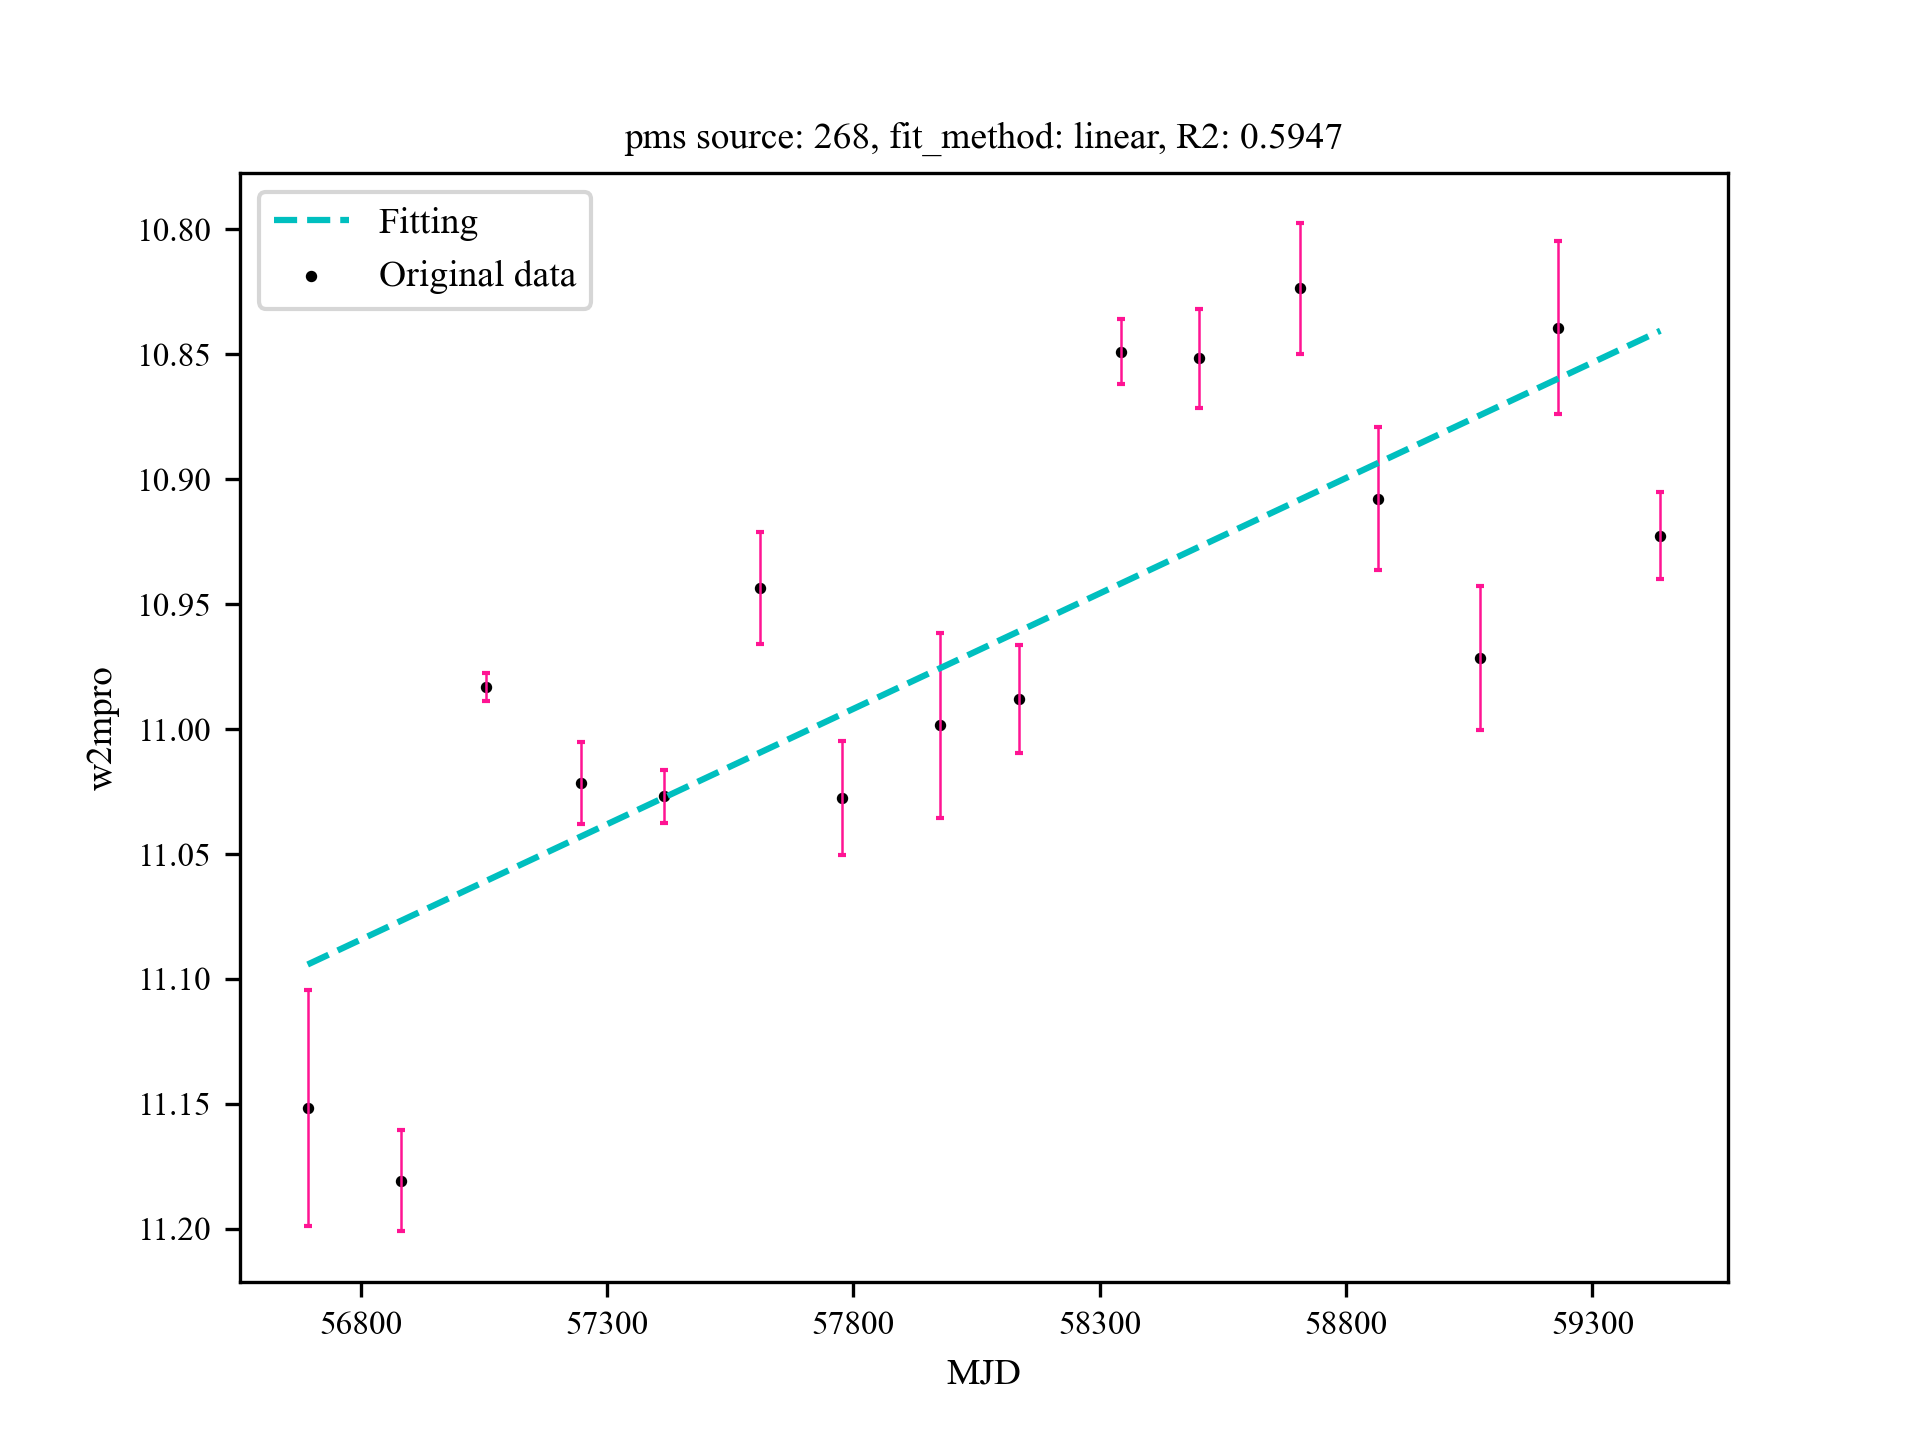 pms source: 268, fit_method: linear, R2: 0.5947
Fitting
Original data
10.80
10.85
10.90
10.95
11.00
11.05
11.10
11.15
11.20
w2mpro
56800 57300 57800 58300 58800 59300
MJD